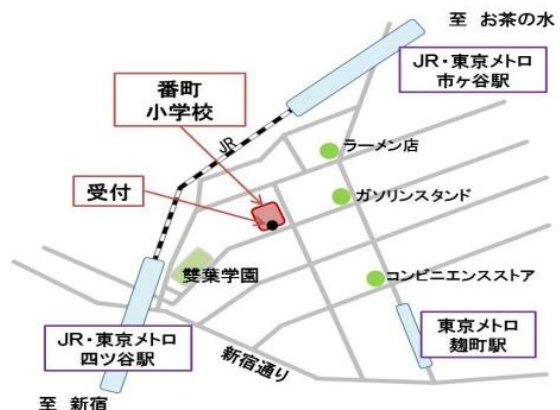 至 お茶の水
JR・東京メトロ
市ヶ谷駅
番町
小学校
JR
ラーメン店
受付
ガソリンスタンド
雙葉学園
コンビニエンスストア
JR・東京メトロ
四ツ谷駅
新宿通り
東京メトロ
麹町駅
至 新宿